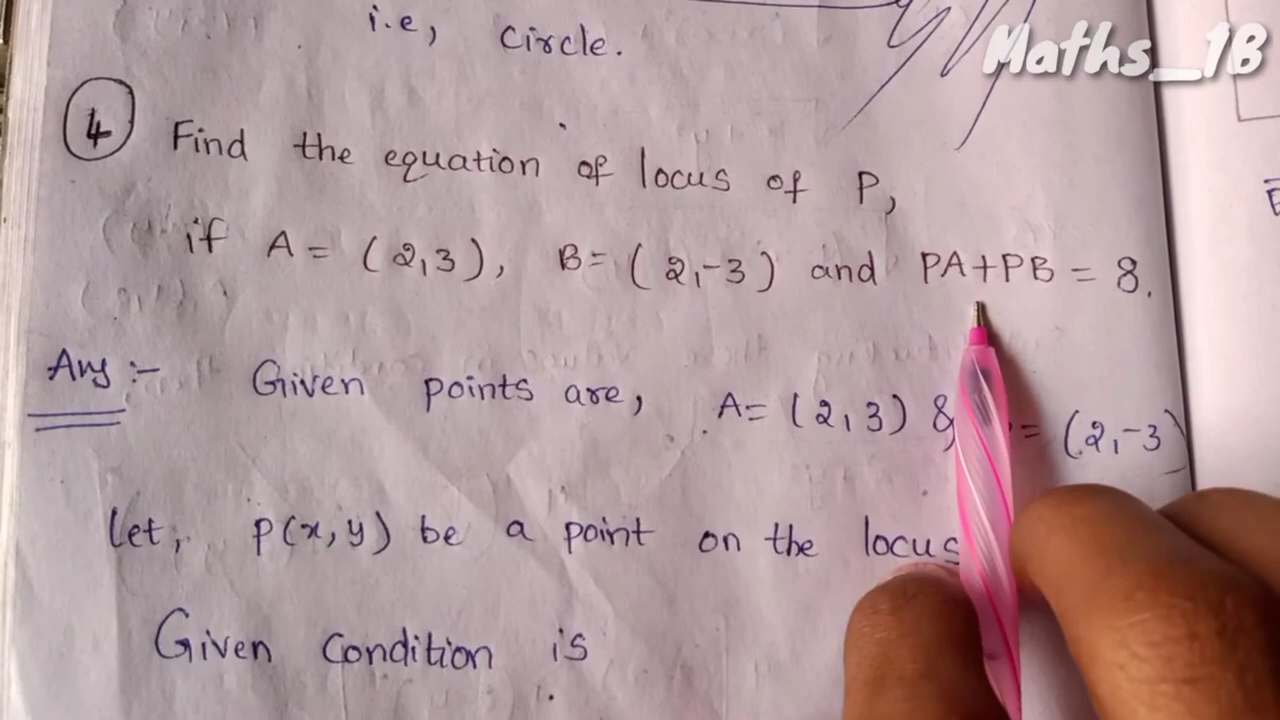 i.e, Circle.
Maths_1B
4 Find the equation of locus of P,
if A = (2,3), B = (2,-3) and PA+PB = 8.
Ans :- Given points are, A = (2,3) & = (2,-3)
Let, P(x,y) be a point on the locus
Given Condition is